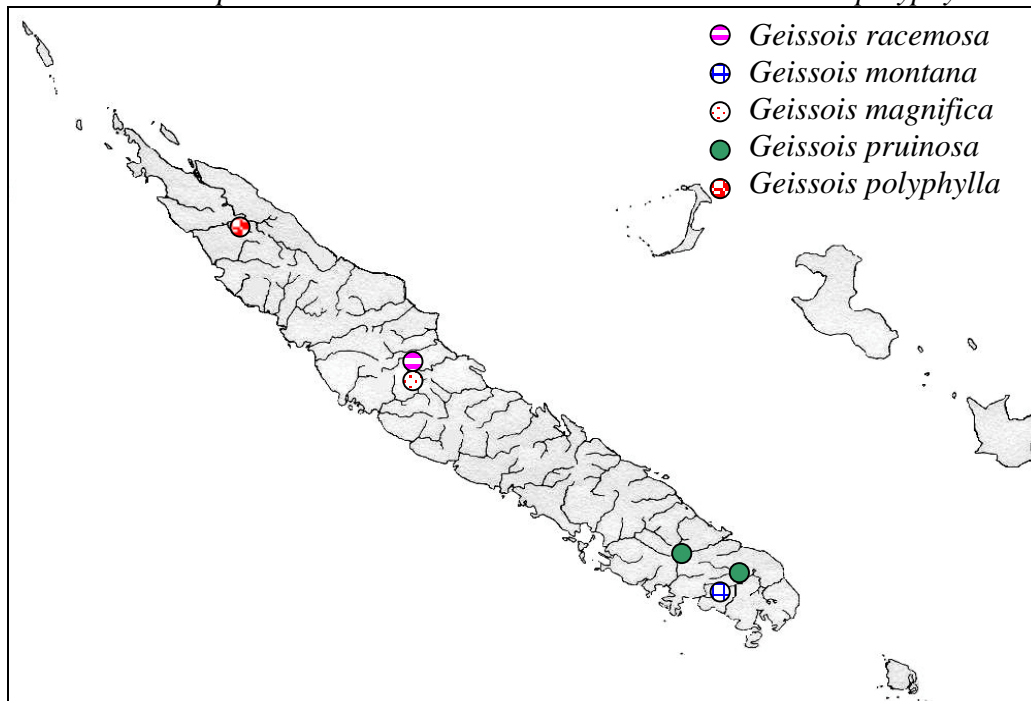 Geissois racemosa
Geissois montana
Geissois magnifica
Geissois pruinosa
Geissois polyphylla